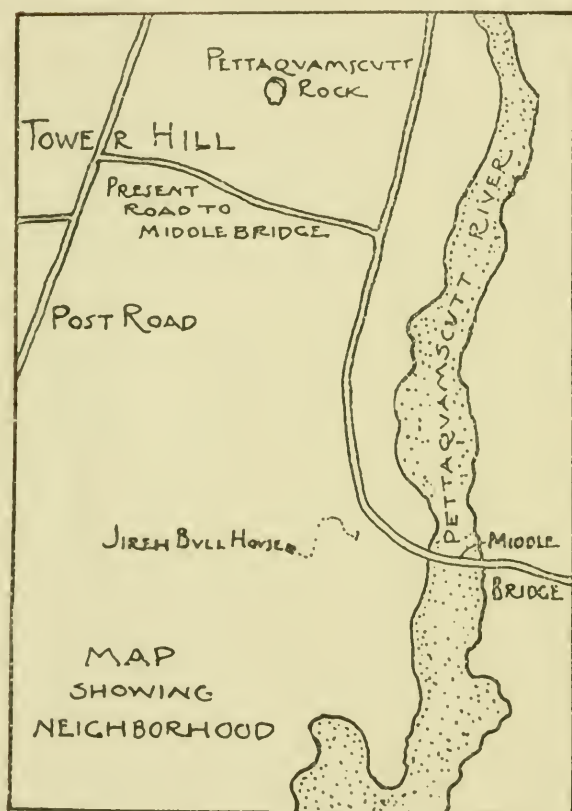 PETTAQUAMSCUTT
ROCK
TOWER HILL
PRESENT
ROAD TO
MIDDLE BRIDGE
POST ROAD
PETTAQUAMSCUTT RIVER
JIREH BULL HOUSE
MIDDLE
BRIDGE
MAP
SHOWING
NEIGHBORHOOD